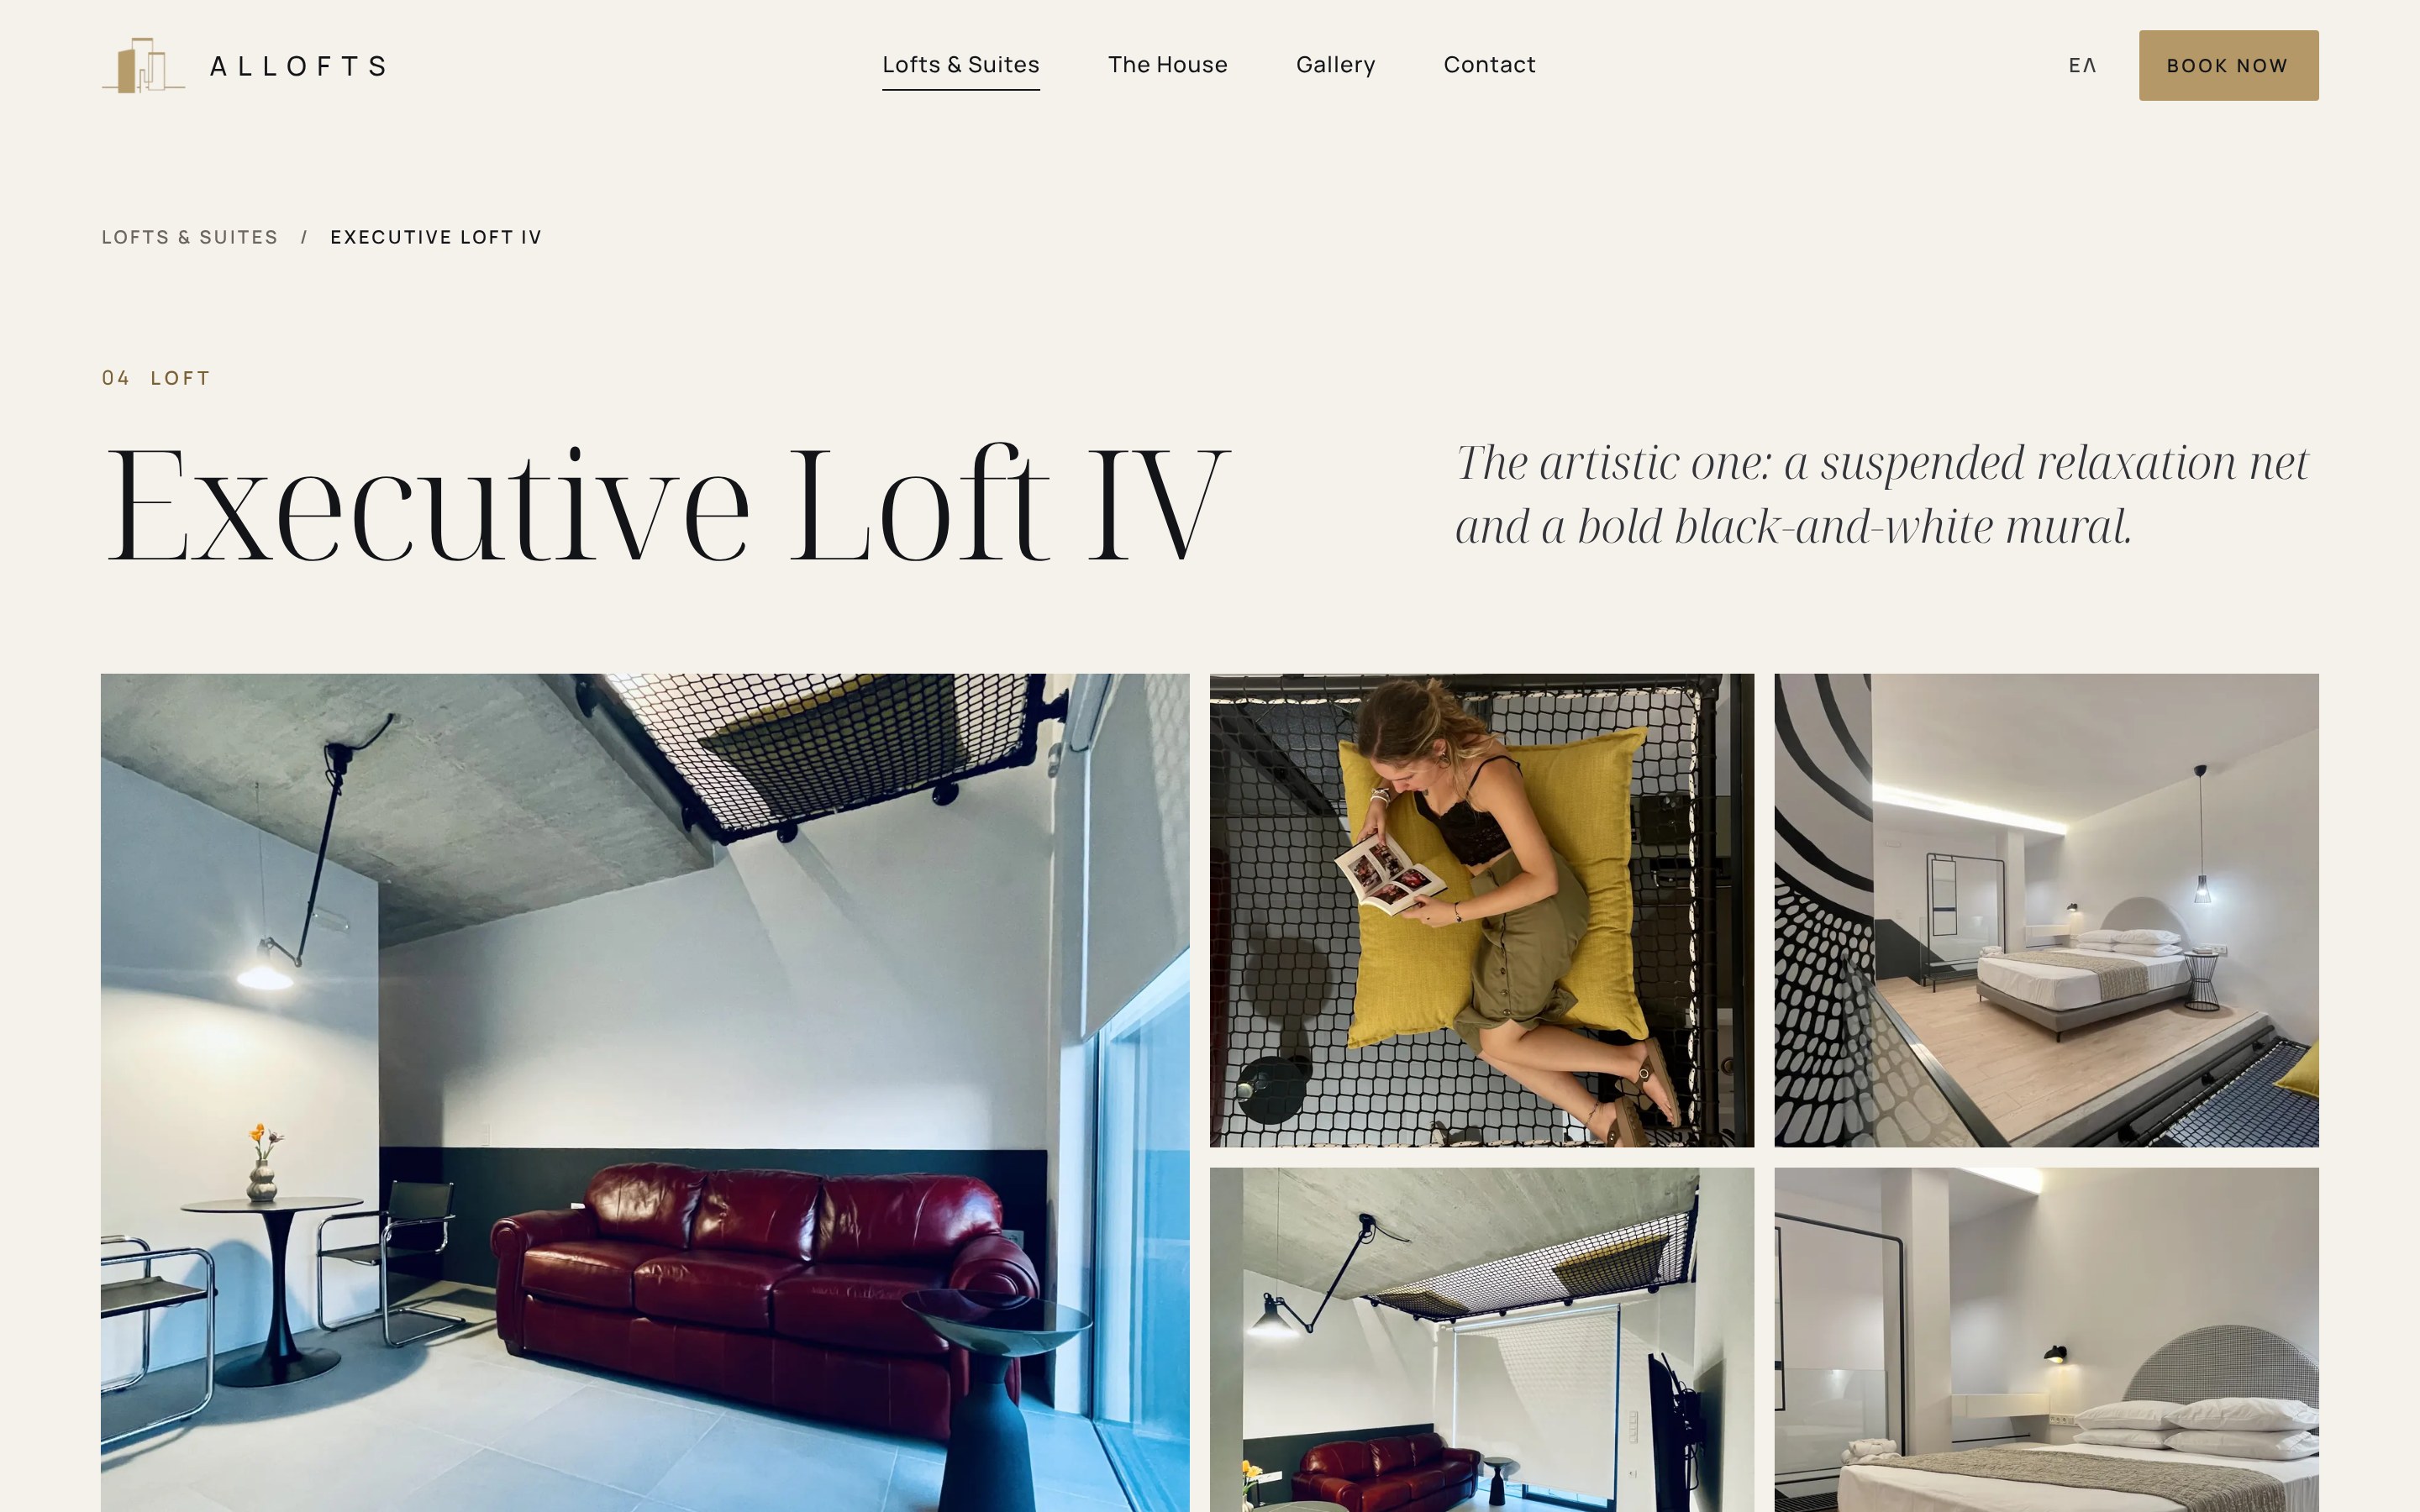 ALLOFTS
Lofts & Suites
The House
Gallery
Contact
ΕΛ
BOOK NOW
LOFTS & SUITES / EXECUTIVE LOFT IV
04 LOFT
Executive Loft IV
The artistic one: a suspended relaxation net
and a bold black-and-white mural.